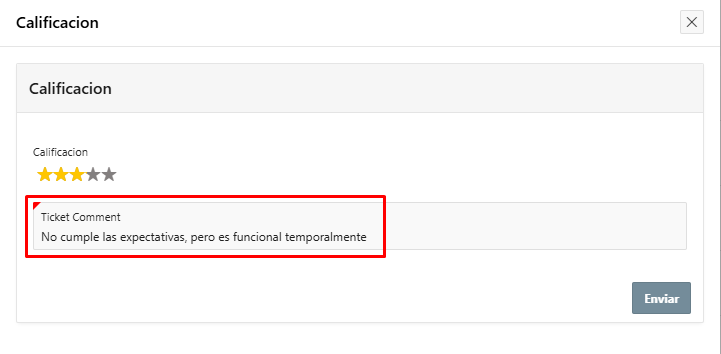 Calificacion
Calificacion
Calificacion
Ticket Comment
No cumple las expectativas, pero es funcional temporalmente
Enviar